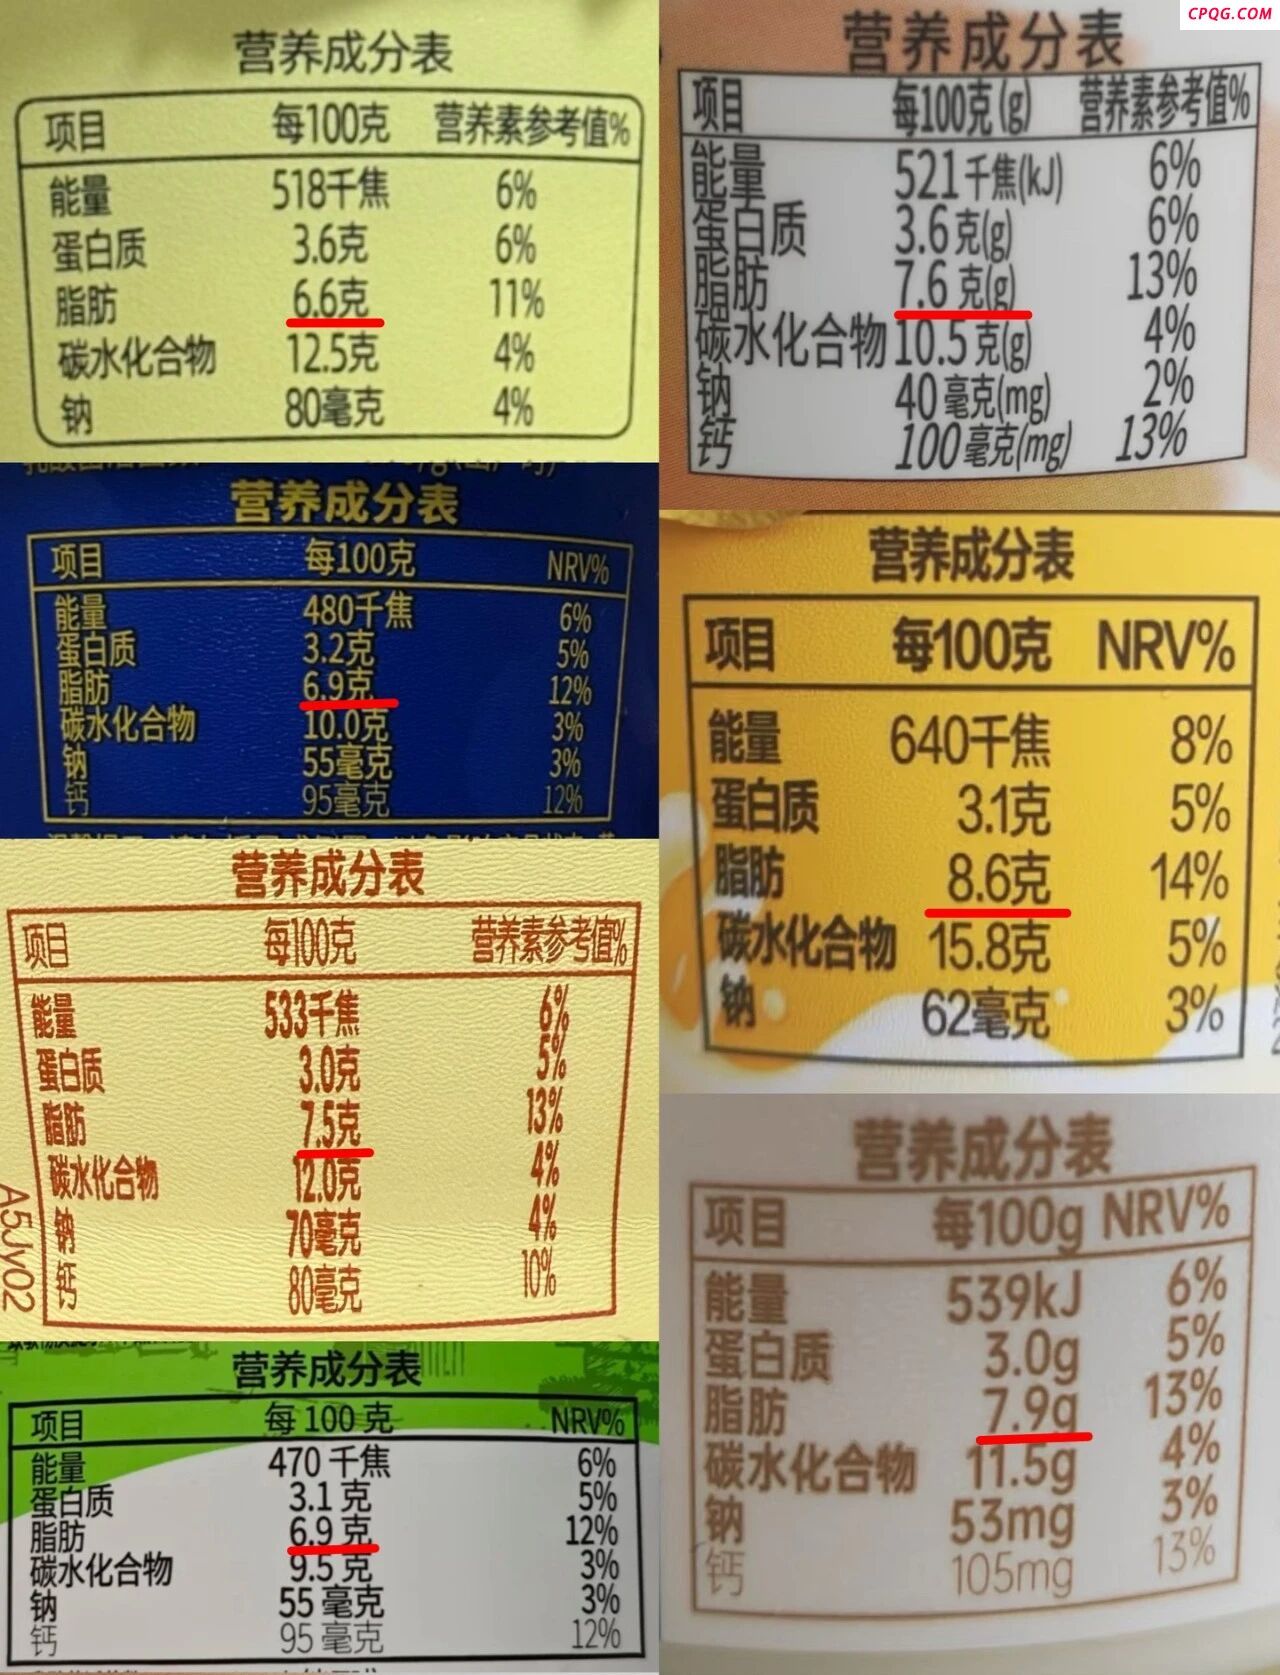 CPQG.COM
营养成分表
项目 每100克 营养素参考值%
能量 518千焦 6%
蛋白质 3.6克 6%
脂肪 6.6克 11%
碳水化合物 12.5克 4%
钠 80毫克 4%
营养成分表
项目 每100克(g) 营养素参考值%
能量 521千焦(kJ) 6%
蛋白质 3.6克(g) 6%
脂肪 7.6克(g) 13%
碳水化合物 10.5克(g) 4%
钠 40毫克(mg) 2%
钙 100毫克(mg) 13%
营养成分表
项目 每100克 NRV%
能量 480千焦 6%
蛋白质 3.2克 5%
脂肪 6.9克 12%
碳水化合物 10.0克 3%
钠 55毫克 3%
钙 95毫克 12%
营养成分表
项目 每100克 NRV%
能量 640千焦 8%
蛋白质 3.1克 5%
脂肪 8.6克 14%
碳水化合物 15.8克 5%
钠 62毫克 3%
营养成分表
项目 每100克 营养素参考值%
能量 533千焦 6%
蛋白质 3.0克 5%
脂肪 7.5克 13%
碳水化合物 12.0克 4%
钠 70毫克 4%
钙 80毫克 10%
A5Jy02
营养成分表
项目 每100g NRV%
能量 539kJ 6%
蛋白质 3.0g 5%
脂肪 7.9g 13%
碳水化合物 11.5g 4%
钠 53mg 3%
钙 105mg 13%
营养成分表
项目 每 100 克 NRV%
能量 470 千焦 6%
蛋白质 3.1 克 5%
脂肪 6.9 克 12%
碳水化合物 9.5 克 3%
钠 55 毫克 3%
钙 95 毫克 12%